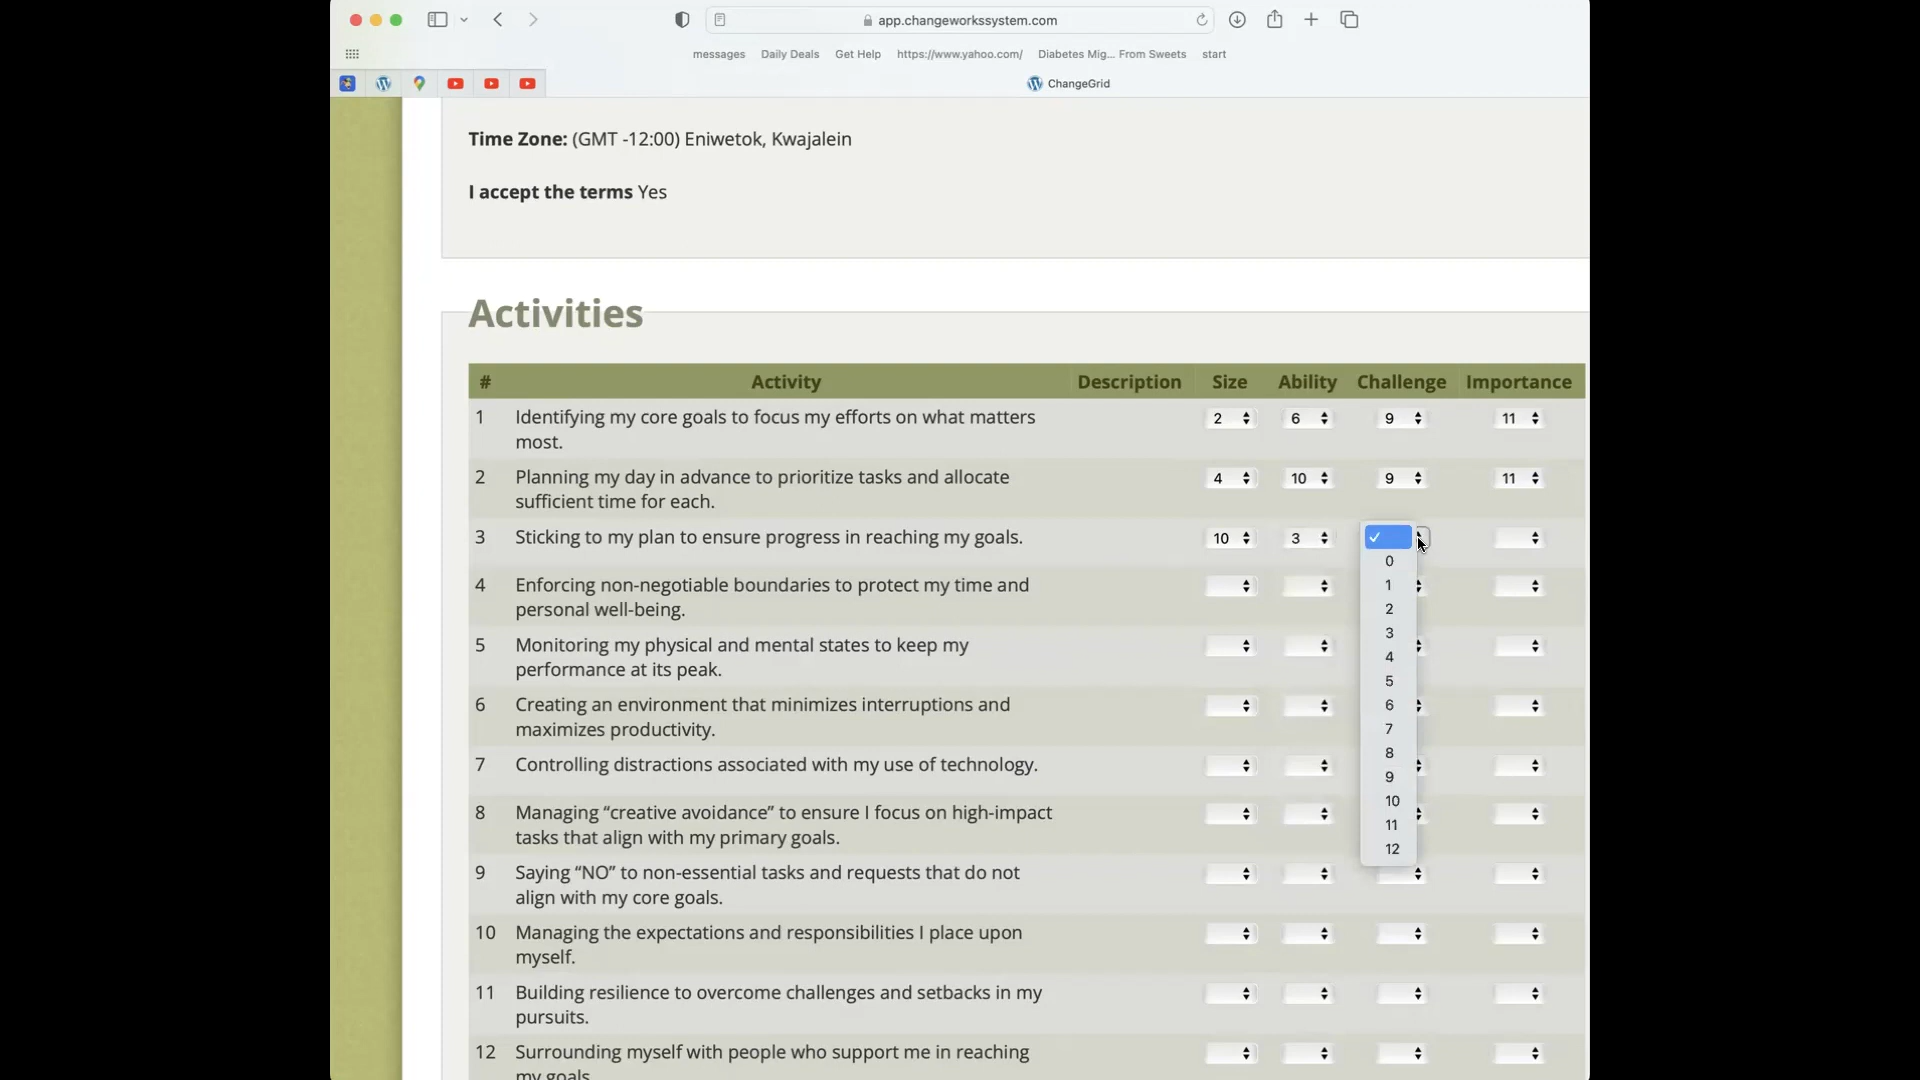 app.changeworkssystem.com
messages Daily Deals Get Help https://www.yahoo.com/ Diabetes Mig... From Sweets start
ChangeGrid
Time Zone: (GMT -12:00) Eniwetok, Kwajalein
I accept the terms Yes
Activities
# Activity Description Size Ability Challenge Importance
1 Identifying my core goals to focus my efforts on what matters 2 6 9 11
most.
2 Planning my day in advance to prioritize tasks and allocate 4 10 9 11
sufficient time for each.
3 Sticking to my plan to ensure progress in reaching my goals. 10 3 ✓
0
4 Enforcing non-negotiable boundaries to protect my time and 1
personal well-being. 2
3
5 Monitoring my physical and mental states to keep my 4
performance at its peak. 5
6 Creating an environment that minimizes interruptions and 6
maximizes productivity. 7
8
7 Controlling distractions associated with my use of technology. 9
10
8 Managing “creative avoidance” to ensure I focus on high-impact 11
tasks that align with my primary goals. 12
9 Saying “NO” to non-essential tasks and requests that do not
align with my core goals.
10 Managing the expectations and responsibilities I place upon
myself.
11 Building resilience to overcome challenges and setbacks in my
pursuits.
12 Surrounding myself with people who support me in reaching
my goals